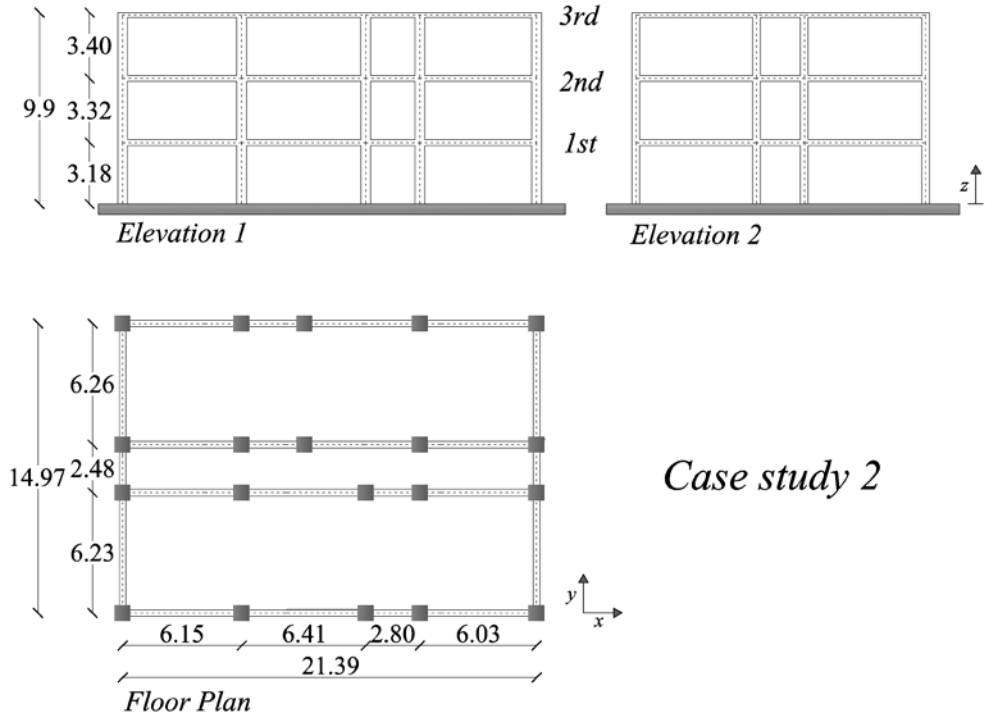 3rd
3.40
2nd
9.9
3.32
1st
3.18
z
Elevation 1
Elevation 2
6.26
14.97
2.48
Case study 2
6.23
y
x
6.15
6.41
2.80
6.03
21.39
Floor Plan